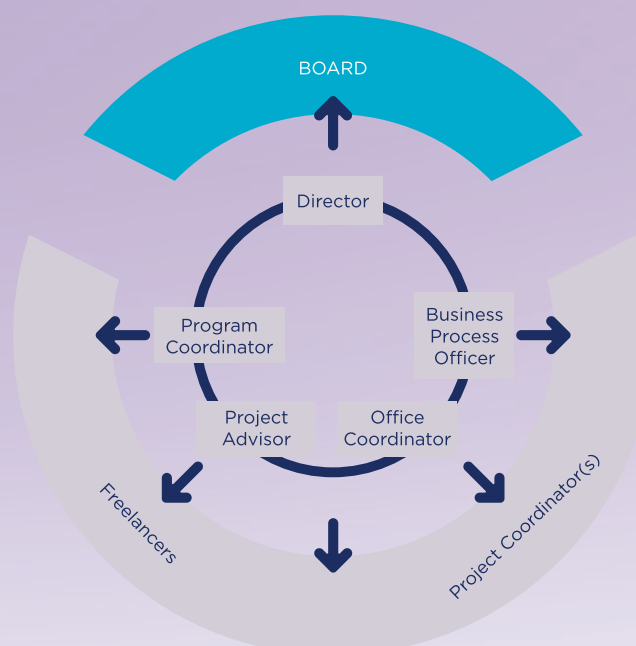 BOARD
Director
Program
Coordinator
Business
Process
Officer
Project
Advisor
Office
Coordinator
Freelancers
Project Coordinator(s)